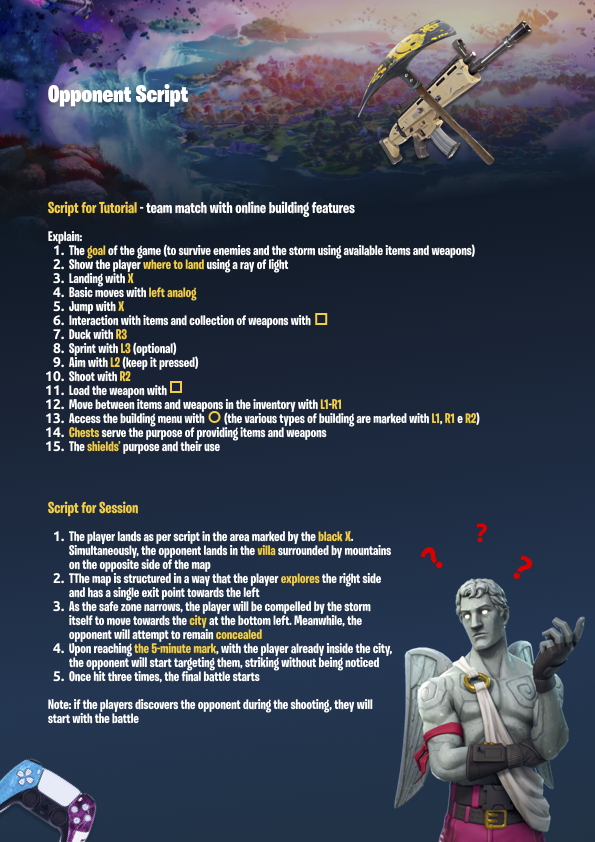 Opponent Script
Script for Tutorial - team match with online building features
Explain:
1. The goal of the game (to survive enemies and the storm using available items and weapons)
2. Show the player where to land using a ray of light
3. Landing with X
4. Basic moves with left analog
5. Jump with X
6. Interaction with items and collection of weapons with □
7. Duck with R3
8. Sprint with L3 (optional)
9. Aim with L2 (keep it pressed)
10. Shoot with R2
11. Load the weapon with □
12. Move between items and weapons in the inventory with L1-R1
13. Access the building menu with ○ (the various types of building are marked with L1, R1 e R2)
14. Chests serve the purpose of providing items and weapons
15. The shields' purpose and their use
Script for Session
1. The player lands as per script in the area marked by the black X.
Simultaneously, the opponent lands in the villa surrounded by mountains
on the opposite side of the map
2. TThe map is structured in a way that the player explores the right side
and has a single exit point towards the left
3. As the safe zone narrows, the player will be compelled by the storm
itself to move towards the city at the bottom left. Meanwhile, the
opponent will attempt to remain concealed
4. Upon reaching the 5-minute mark, with the player already inside the city,
the opponent will start targeting them, striking without being noticed
5. Once hit three times, the final battle starts
Note: if the players discovers the opponent during the shooting, they will
start with the battle
? ? ?